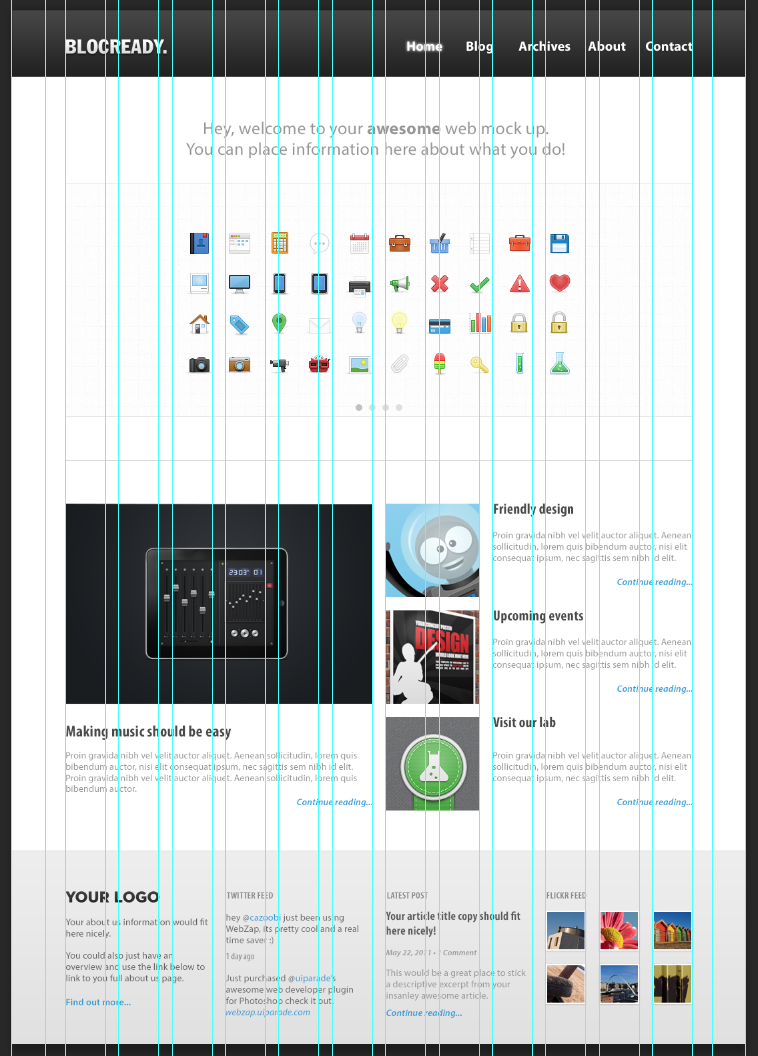 BLOCREADY.
Home Blog Archives About Contact
Hey, welcome to your awesome web mock up.
You can place information here about what you do!
23:03" 01
DESIGN
Friendly design
Proin gravida nibh vel velit auctor aliquet. Aenean
sollicitudin, lorem quis bibendum auctor, nisi elit
consequat ipsum, nec sagittis sem nibh id elit.
Continue reading...
Upcoming events
Proin gravida nibh vel velit auctor aliquet. Aenean
sollicitudin, lorem quis bibendum auctor, nisi elit
consequat ipsum, nec sagittis sem nibh id elit.
Continue reading...
Visit our lab
Proin gravida nibh vel velit auctor aliquet. Aenean
sollicitudin, lorem quis bibendum auctor, nisi elit
consequat ipsum, nec sagittis sem nibh id elit.
Continue reading...
Making music should be easy
Proin gravida nibh vel velit auctor aliquet. Aenean sollicitudin, lorem quis
bibendum auctor, nisi elit consequat ipsum, nec sagittis sem nibh id elit.
Proin gravida nibh vel velit auctor aliquet. Aenean sollicitudin, lorem quis
bibendum auctor.
Continue reading...
YOUR LOGO
Your about us information would fit
here nicely.
You could also just have an
overview and use the link below to
link to you full about us page.
Find out more...
TWITTER FEED
hey @cazoobi just been using
WebZap, its pretty cool and a real
time saver :)
1 day ago
Just purchased @uiparade's
awesome web developer plugin
for Photoshop check it out.
webzap.uiparade.com
LATEST POST
Your article title copy should fit
here nicely!
May 22, 2011 • 1 Comment
This would be a great place to stick
a descriptive excerpt from your
insanley awesome article.
Continue reading...
FLICKR FEED